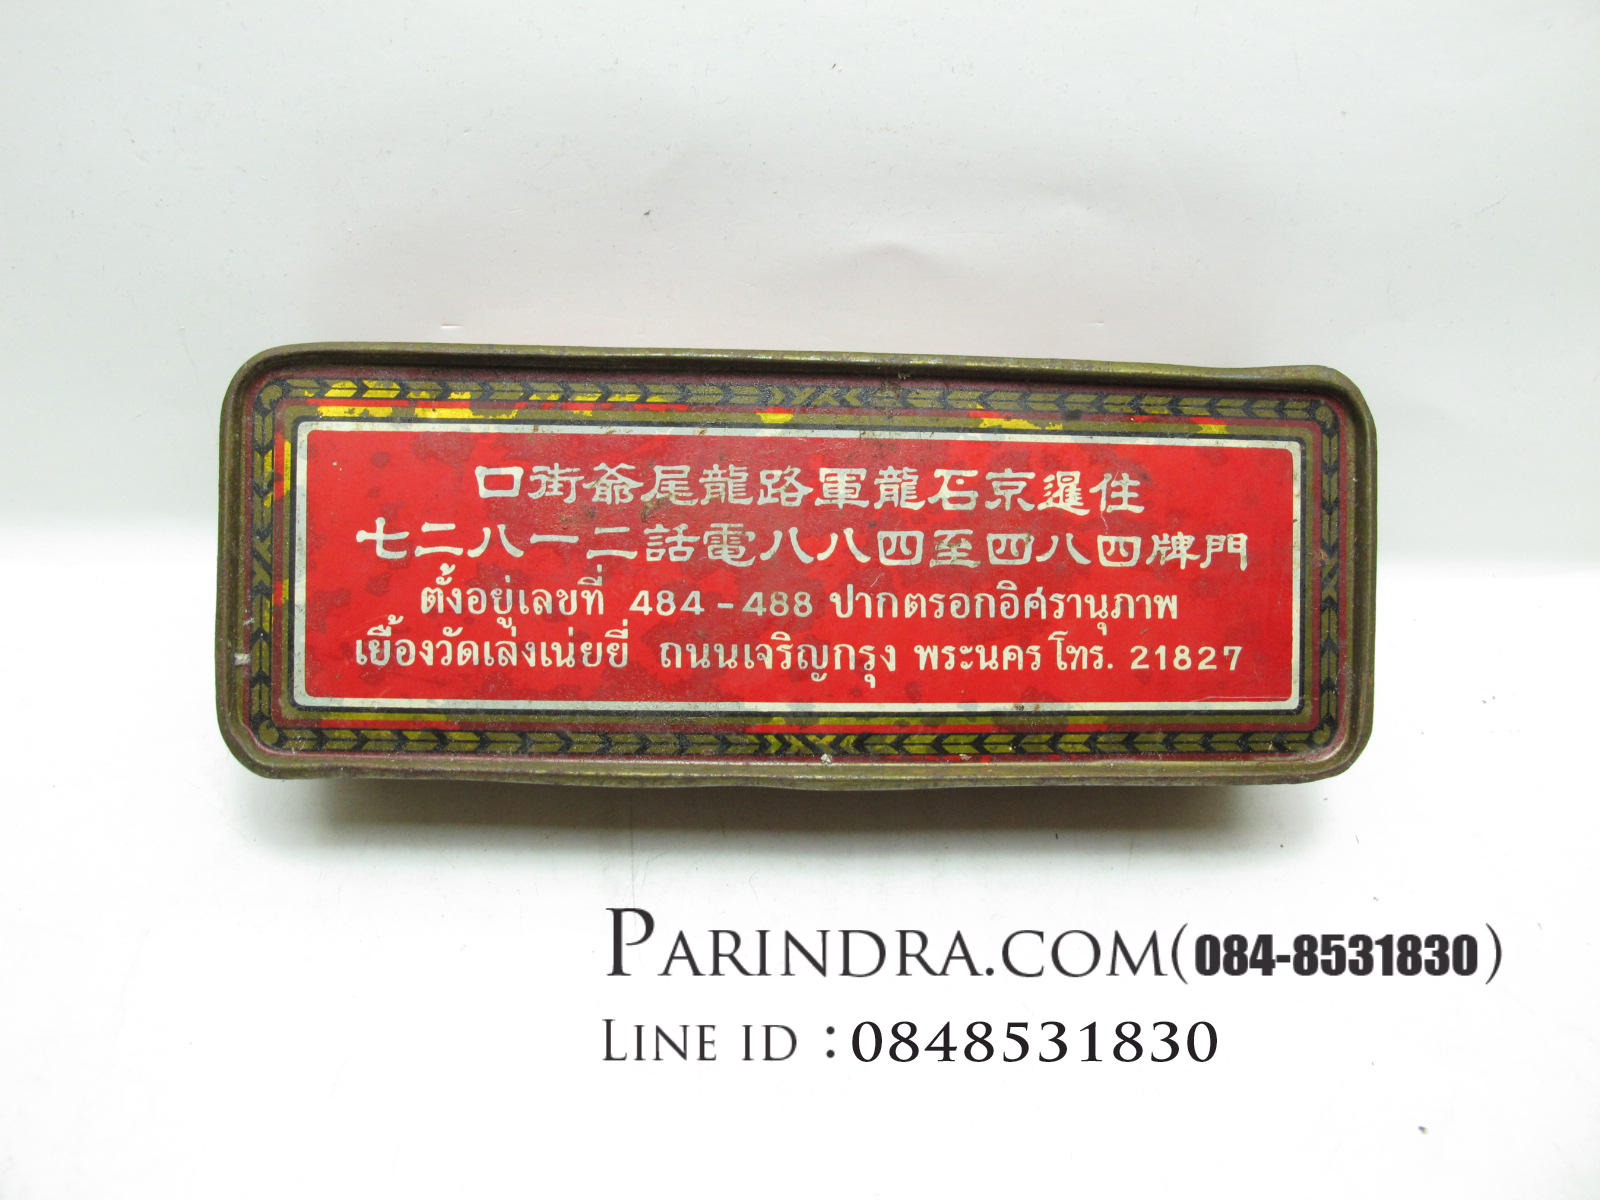 住暹京石龍軍路龍尾爺街口
門牌四八四至四八八電話二一八二七
ตั้งอยู่เลขที่ 484-488 ปากตรอกอิศรานุภาพ
เยื้องวัดเล่งเน่ยยี่ ถนนเจริญกรุง พระนคร โทร. 21827
PARINDRA.COM(084-8531830)
LINE ID : 0848531830